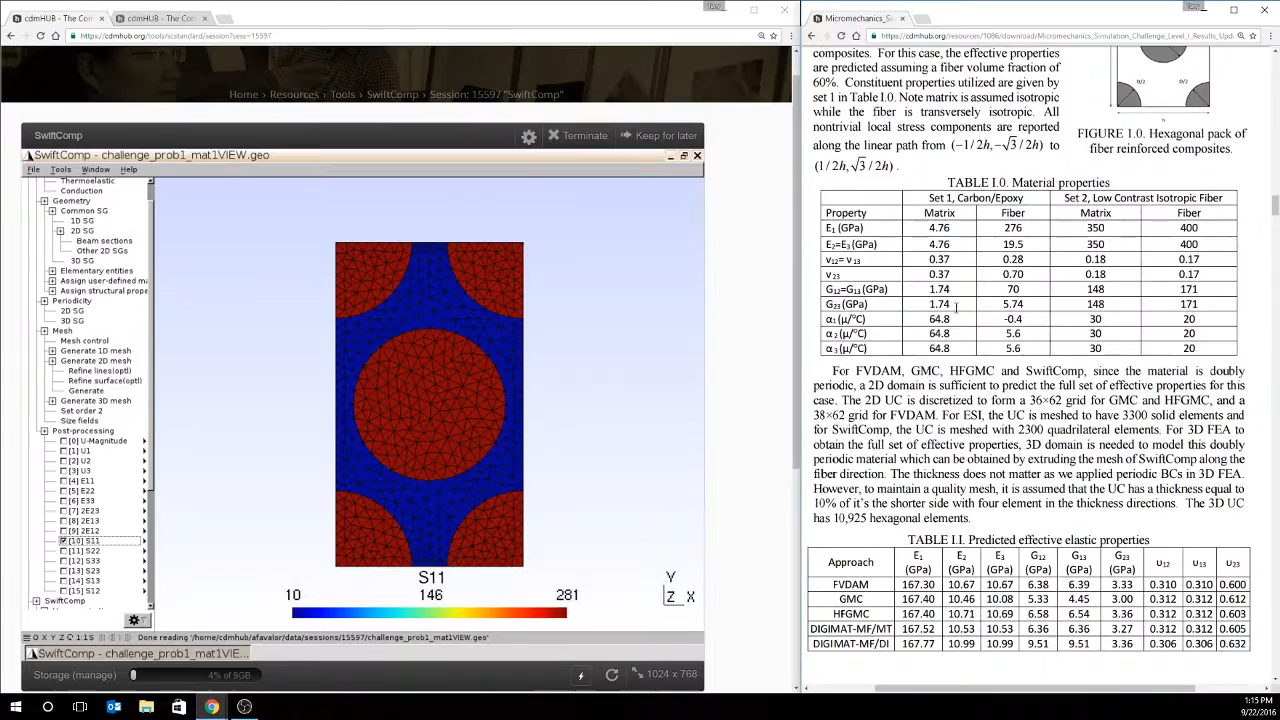 cdmHUB - The Con
cdmHUB - The Con
https://cdmhub.org/tools/scstandard/session?sess=15597
Home › Resources › Tools › SwiftComp › Session: 15597 "SwiftComp"
SwiftComp
Terminate
Keep for later
SwiftComp - challenge_prob1_mat1VIEW.geo
File Tools Window Help
Thermoelastic
Conduction
Geometry
Common SG
1D SG
2D SG
Beam sections
Other 2D SGs
3D SG
Elementary entities
Assign user-defined ma
Assign structural prope
Periodicity
2D SG
3D SG
Mesh
Mesh control
Generate 1D mesh
Generate 2D mesh
Refine lines(optl)
Refine surface(optl)
Generate
Generate 3D mesh
Set order 2
Size fields
Post-processing
[0] U-Magnitude
[1] U1
[2] U2
[3] U3
[4] E11
[5] E22
[6] E33
[7] 2E23
[8] 2E13
[9] 2E12
[10] S11
[11] S22
[12] S33
[13] S23
[14] S13
[15] S12
SwiftComp
S11
10 146 281
Y
Z X
O X Y Z 1:1 S Done reading '/home/cdmhub/afavalor/data/sessions/15597/challenge_prob1_mat1VIEW.geo'
SwiftComp - challenge_prob1_mat1VIE...
Storage (manage) 4% of 9GB
1024 x 768
Micromechanics_Si
https://cdmhub.org/resources/1086/download/Micromechanics_Simulation_Challenge_Level_I_Results_Upda
composites. For this case, the effective properties
are predicted assuming a fiber volume fraction of
60%. Constituent properties utilized are given by
set 1 in Table I.0. Note matrix is assumed isotropic
while the fiber is transversely isotropic. All
nontrivial local stress components are reported
along the linear path from (−1/2h,−√3/2h) to
(1/2h,√3/2h) .
D/2 D/2
h
FIGURE 1.0. Hexagonal pack of
fiber reinforced composites.
TABLE I.0. Material properties
Set 1, Carbon/Epoxy Set 2, Low Contrast Isotropic Fiber
Property Matrix Fiber Matrix Fiber
E1 (GPa) 4.76 276 350 400
E2=E3 (GPa) 4.76 19.5 350 400
ν12= ν13 0.37 0.28 0.18 0.17
ν23 0.37 0.70 0.18 0.17
G12=G13 (GPa) 1.74 70 148 171
G23 (GPa) 1.74 5.74 148 171
α1 (μ/°C) 64.8 -0.4 30 20
α2 (μ/°C) 64.8 5.6 30 20
α3 (μ/°C) 64.8 5.6 30 20
For FVDAM, GMC, HFGMC and SwiftComp, since the material is doubly
periodic, a 2D domain is sufficient to predict the full set of effective properties for this
case. The 2D UC is discretized to form a 36×62 grid for GMC and HFGMC, and a
38×62 grid for FVDAM. For ESI, the UC is meshed to have 3300 solid elements and
for SwiftComp, the UC is meshed with 2300 quadrilateral elements. For 3D FEA to
obtain the full set of effective properties, 3D domain is needed to model this doubly
periodic material which can be obtained by extruding the mesh of SwiftComp along the
fiber direction. The thickness does not matter as we applied periodic BCs in 3D FEA.
However, to maintain a quality mesh, it is assumed that the UC has a thickness equal to
10% of it's the shorter side with four element in the thickness directions. The 3D UC
has 10,925 hexagonal elements.
TABLE I.I. Predicted effective elastic properties
Approach E1 (GPa) E2 (GPa) E3 (GPa) G12 (GPa) G13 (GPa) G23 (GPa) υ12 υ13 υ23
FVDAM 167.30 10.67 10.67 6.38 6.39 3.33 0.310 0.310 0.600
GMC 167.40 10.46 10.08 5.33 4.45 3.00 0.312 0.312 0.612
HFGMC 167.40 10.71 10.69 6.58 6.54 3.36 0.312 0.310 0.603
DIGIMAT-MF/MT 167.52 10.53 10.53 6.36 6.36 3.27 0.312 0.312 0.605
DIGIMAT-MF/DI 167.77 10.99 10.99 9.51 9.51 3.36 0.306 0.306 0.632
1:15 PM
9/22/2016